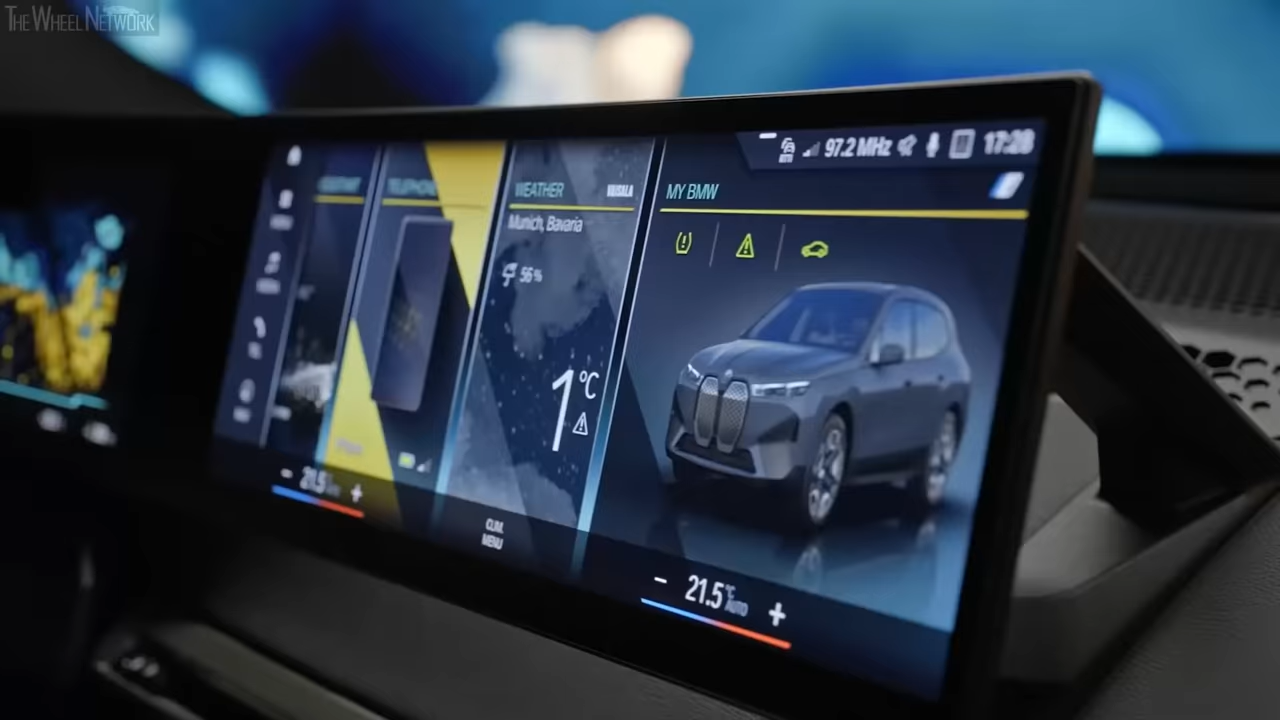 THEWHEELNETWORK
97.2 MHz
17:28
TELEPHONE
WEATHER
VAISALA
MY BMW
Munich, Bavaria
56 %
1 °C
21.5
CLIM.
MENU
21.5 °C
AUTO